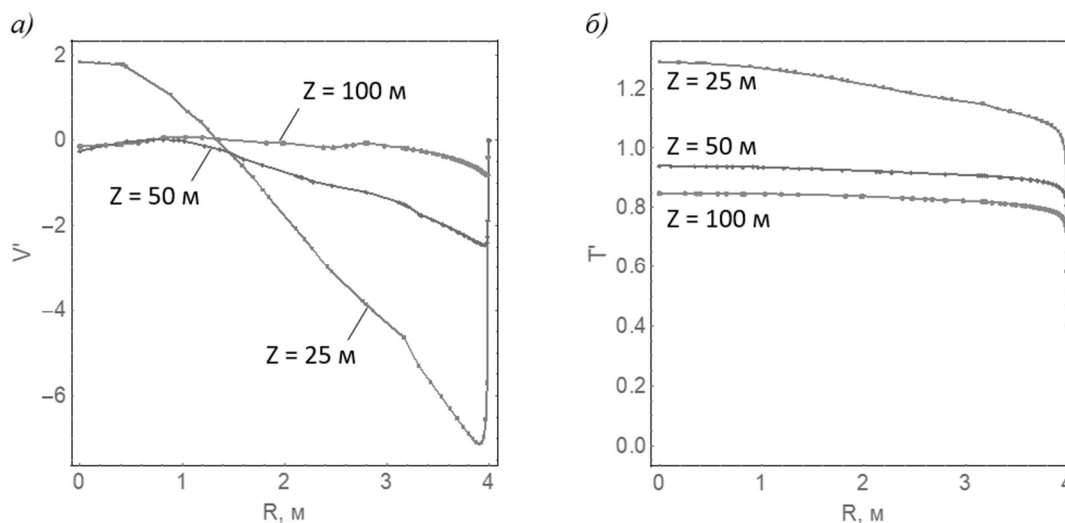 а)
2
0
−2
−4
−6
V'
Z = 100 м
Z = 50 м
Z = 25 м
0 1 2 3 4
R, м
б)
1.2
1.0
0.8
0.6
0.4
0.2
0.0
T'
Z = 25 м
Z = 50 м
Z = 100 м
0 1 2 3 4
R, м